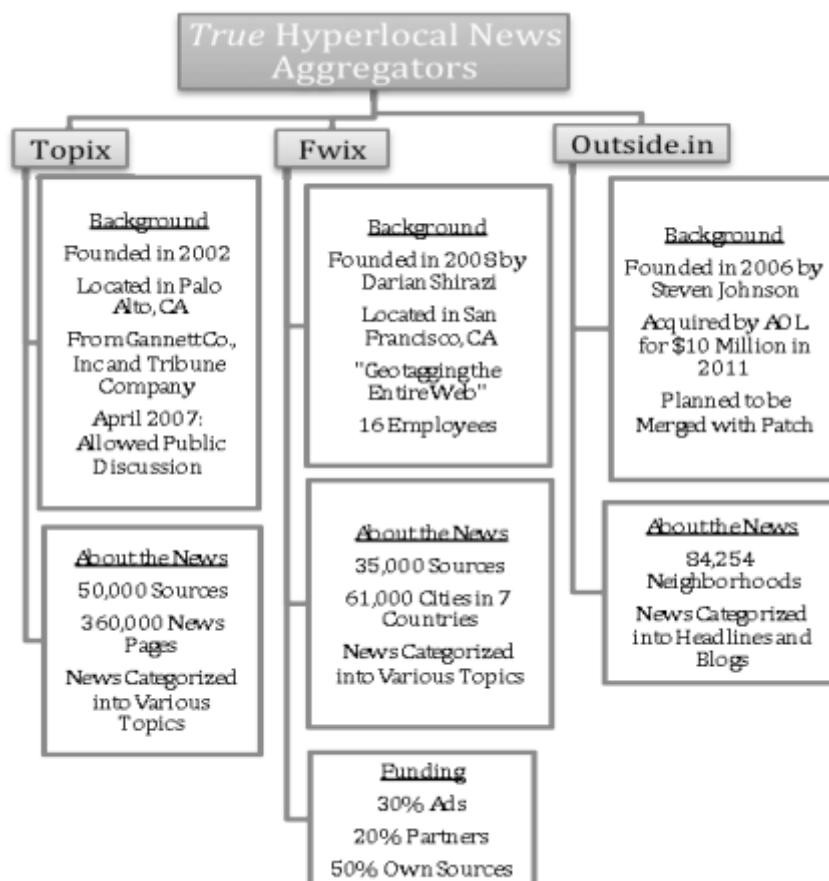 True Hyperlocal News
Aggregators
Topix
Background
Founded in 2002
Located in Palo
Alto, CA
From Gannett Co.,
Inc and Tribune
Company
April 2007:
Allowed Public
Discussion
About the News
50,000 Sources
360,000 News
Pages
News Categorized
into Various
Topics
Fwix
Background
Founded in 2008 by
Darian Shirazi
Located in San
Francisco, CA
"Geotagging the
Entire Web"
16 Employees
About the News
35,000 Sources
61,000 Cities in 7
Countries
News Categorized
into Various Topics
Funding
30% Ads
20% Partners
50% Own Sources
Outside.in
Background
Founded in 2006 by
Steven Johnson
Acquired by AOL
for $10 Million in
2011
Planned to be
Merged with Patch
About the News
84,254
Neighborhoods
News Categorized
into Headlines and
Blogs